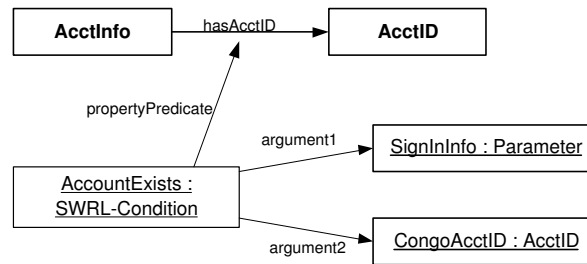 AcctInfo
hasAcctID
AcctID
propertyPredicate
argument1
SignInInfo : Parameter
AccountExists :
SWRL-Condition
argument2
CongoAcctID : AcctID